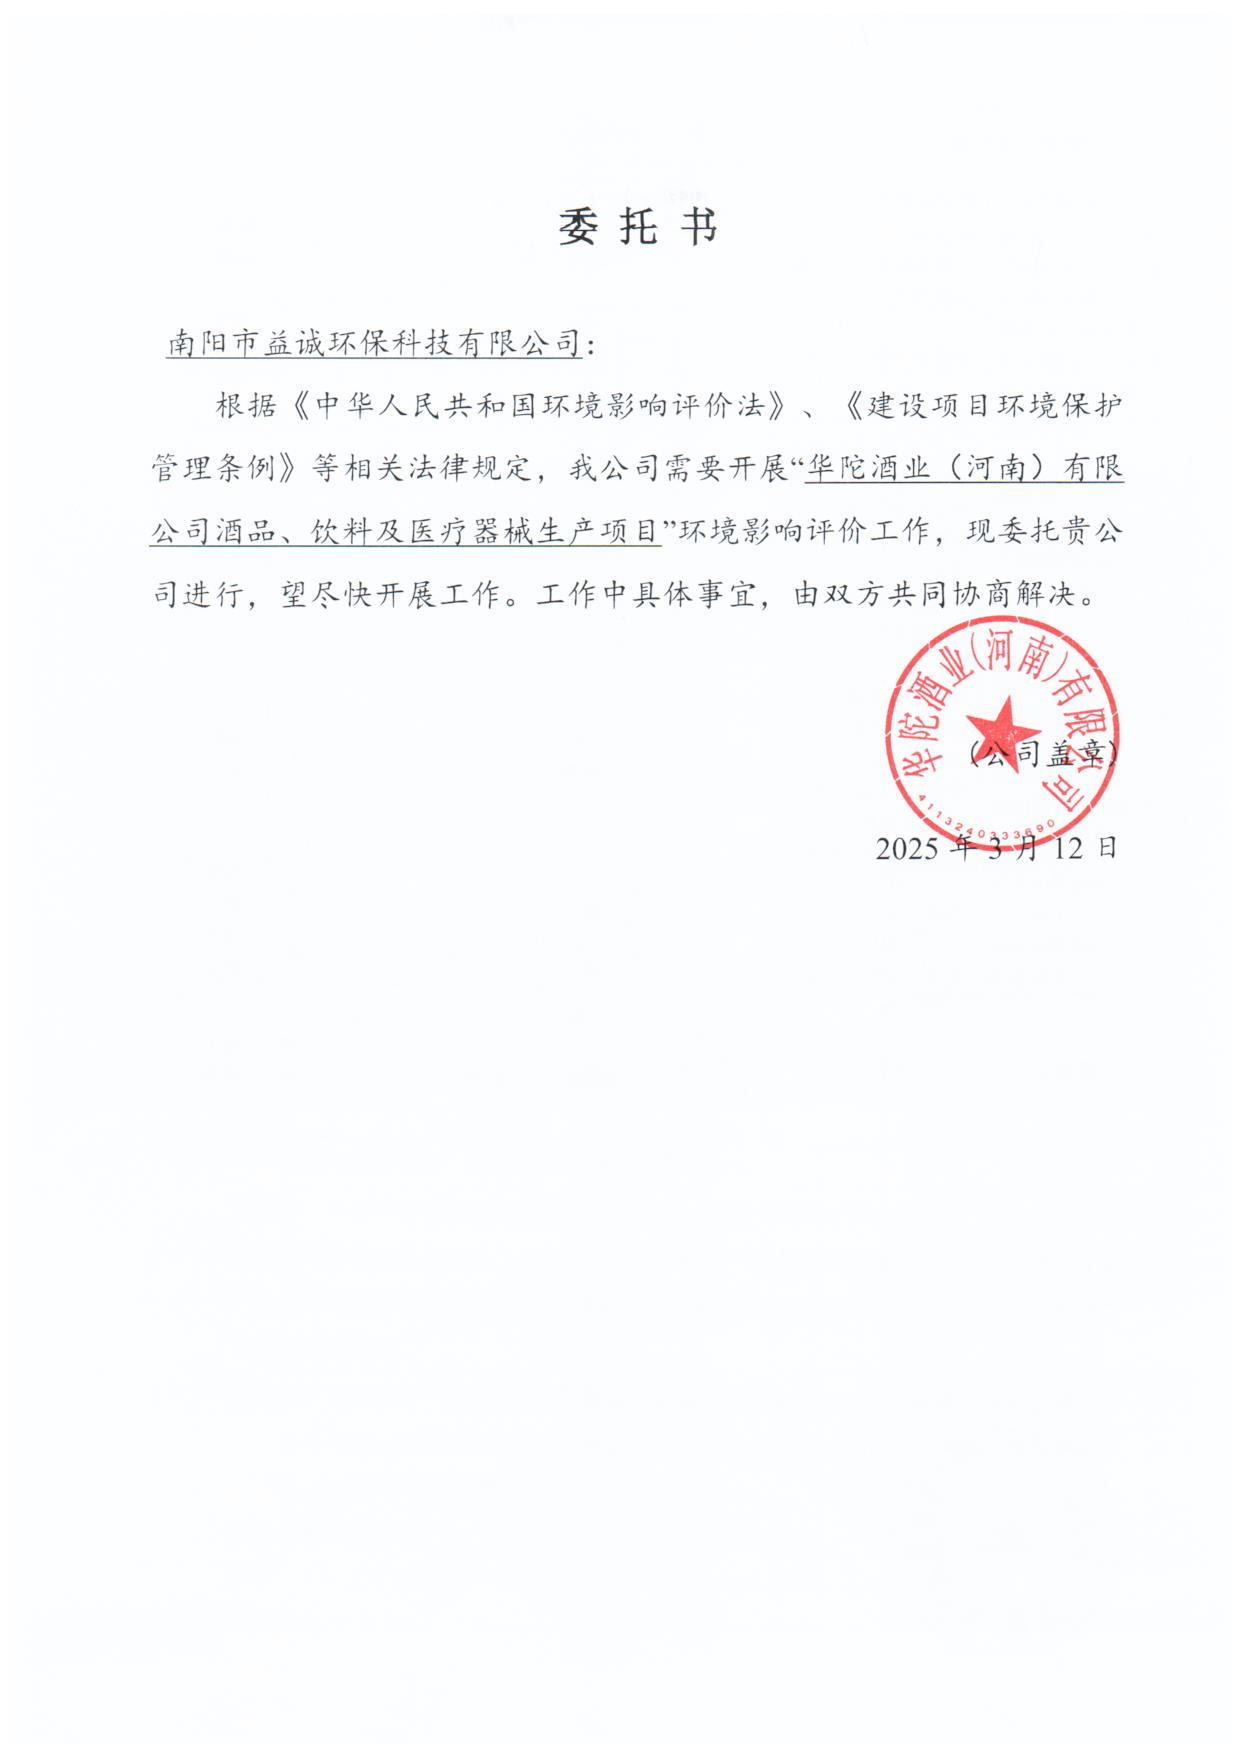 委托书
南阳市益诚环保科技有限公司：
根据《中华人民共和国环境影响评价法》、《建设项目环境保护
管理条例》等相关法律规定，我公司需要开展“华陀酒业（河南）有限
公司酒品、饮料及医疗器械生产项目”环境影响评价工作，现委托贵公
司进行，望尽快开展工作。工作中具体事宜，由双方共同协商解决。
华陀酒业(河南)有限公司
（公司盖章）
4113240333690
2025 年 3 月 12 日